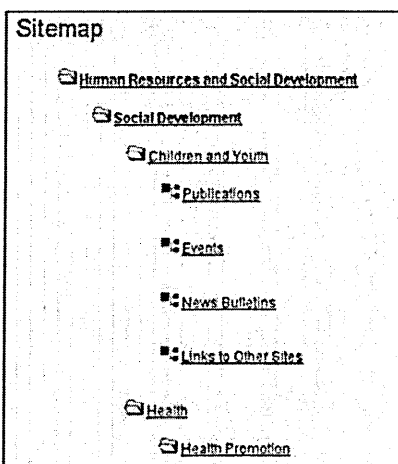 Sitemap
Human Resources and Social Development
Social Development
Children and Youth
Publications
Events
News Bulletins
Links to Other Sites
Health
Health Promotion